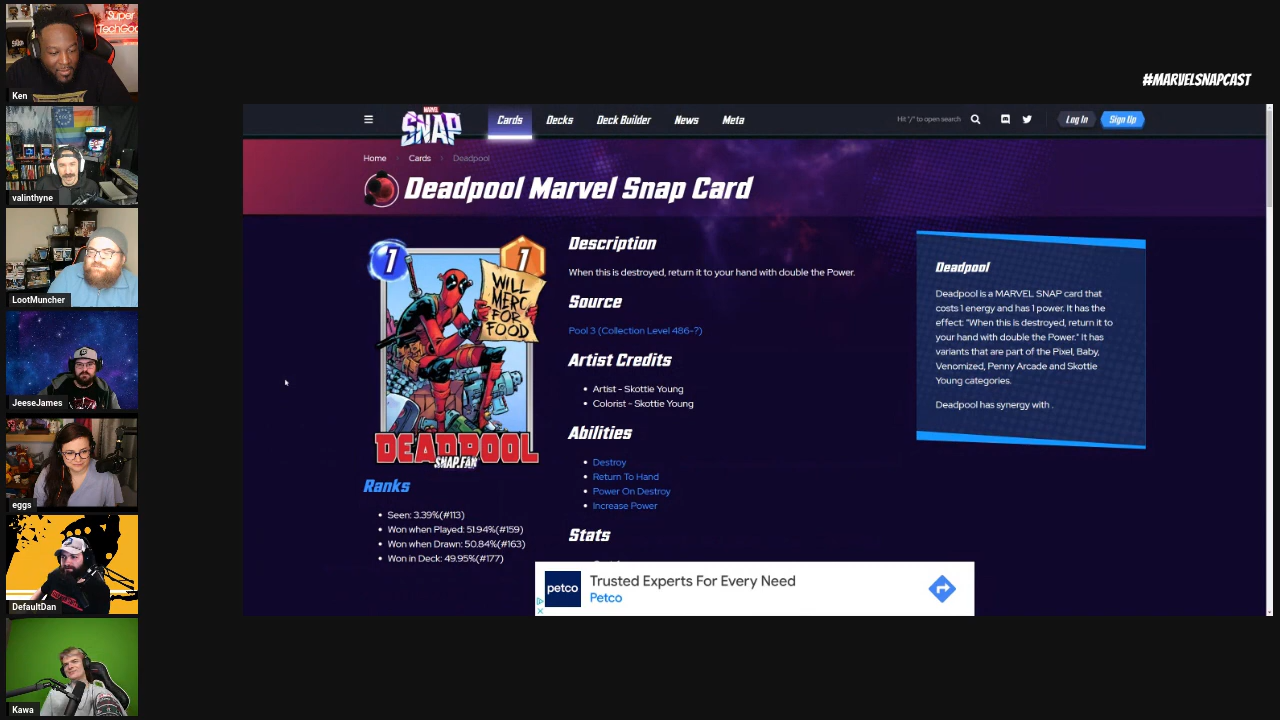 Super
TechGod
Ken
valinthyne
LootMuncher
JeeseJames
eggs
DefaultDan
Kawa
#MARVELSNAPCAST
MARVEL
SNAP
Cards
Decks
Deck Builder
News
Meta
Hit "/" to open search
Log In
Sign Up
Home
Cards
Deadpool
Deadpool Marvel Snap Card
1
1
WILL
MERC
FOR
FOOD
DEADPOOL
SNAP.FAN
Ranks
Seen: 3.39%(#113)
Won when Played: 51.94%(#159)
Won when Drawn: 50.84%(#163)
Won in Deck: 49.95%(#177)
Description
When this is destroyed, return it to your hand with double the Power.
Source
Pool 3 (Collection Level 486-?)
Artist Credits
Artist - Skottie Young
Colorist - Skottie Young
Abilities
Destroy
Return To Hand
Power On Destroy
Increase Power
Stats
Deadpool
Deadpool is a MARVEL SNAP card that
costs 1 energy and has 1 power. It has the
effect: "When this is destroyed, return it to
your hand with double the Power." It has
variants that are part of the Pixel, Baby,
Venomized, Penny Arcade and Skottie
Young categories.
Deadpool has synergy with .
petco
Trusted Experts For Every Need
Petco